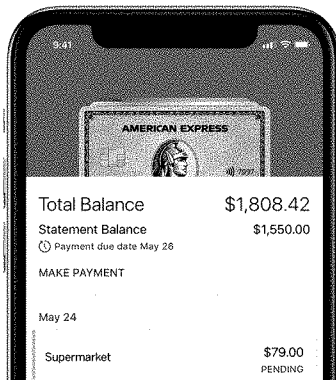 9:41
AMERICAN EXPRESS
Total Balance $1,808.42
Statement Balance $1,550.00
Payment due date May 26
MAKE PAYMENT
May 24
Supermarket $79.00
PENDING